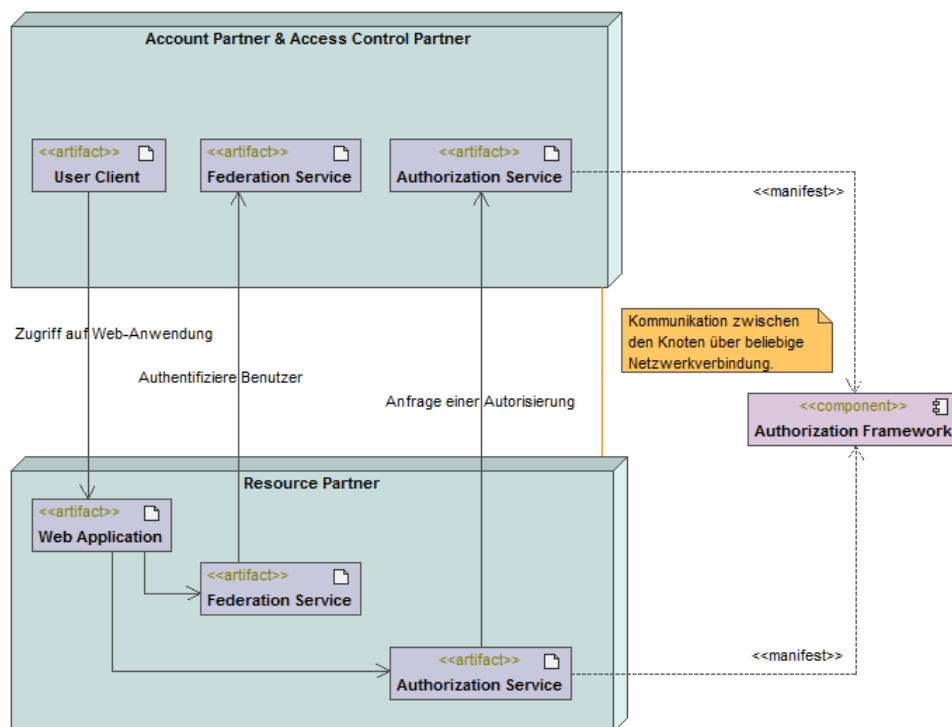 Account Partner & Access Control Partner
<<artifact>>
User Client
<<artifact>>
Federation Service
<<artifact>>
Authorization Service
<<manifest>>
Zugriff auf Web-Anwendung
Authentifiziere Benutzer
Anfrage einer Autorisierung
Kommunikation zwischen
den Knoten über beliebige
Netzwerkverbindung.
<<component>>
Authorization Framework
Resource Partner
<<artifact>>
Web Application
<<artifact>>
Federation Service
<<artifact>>
Authorization Service
<<manifest>>